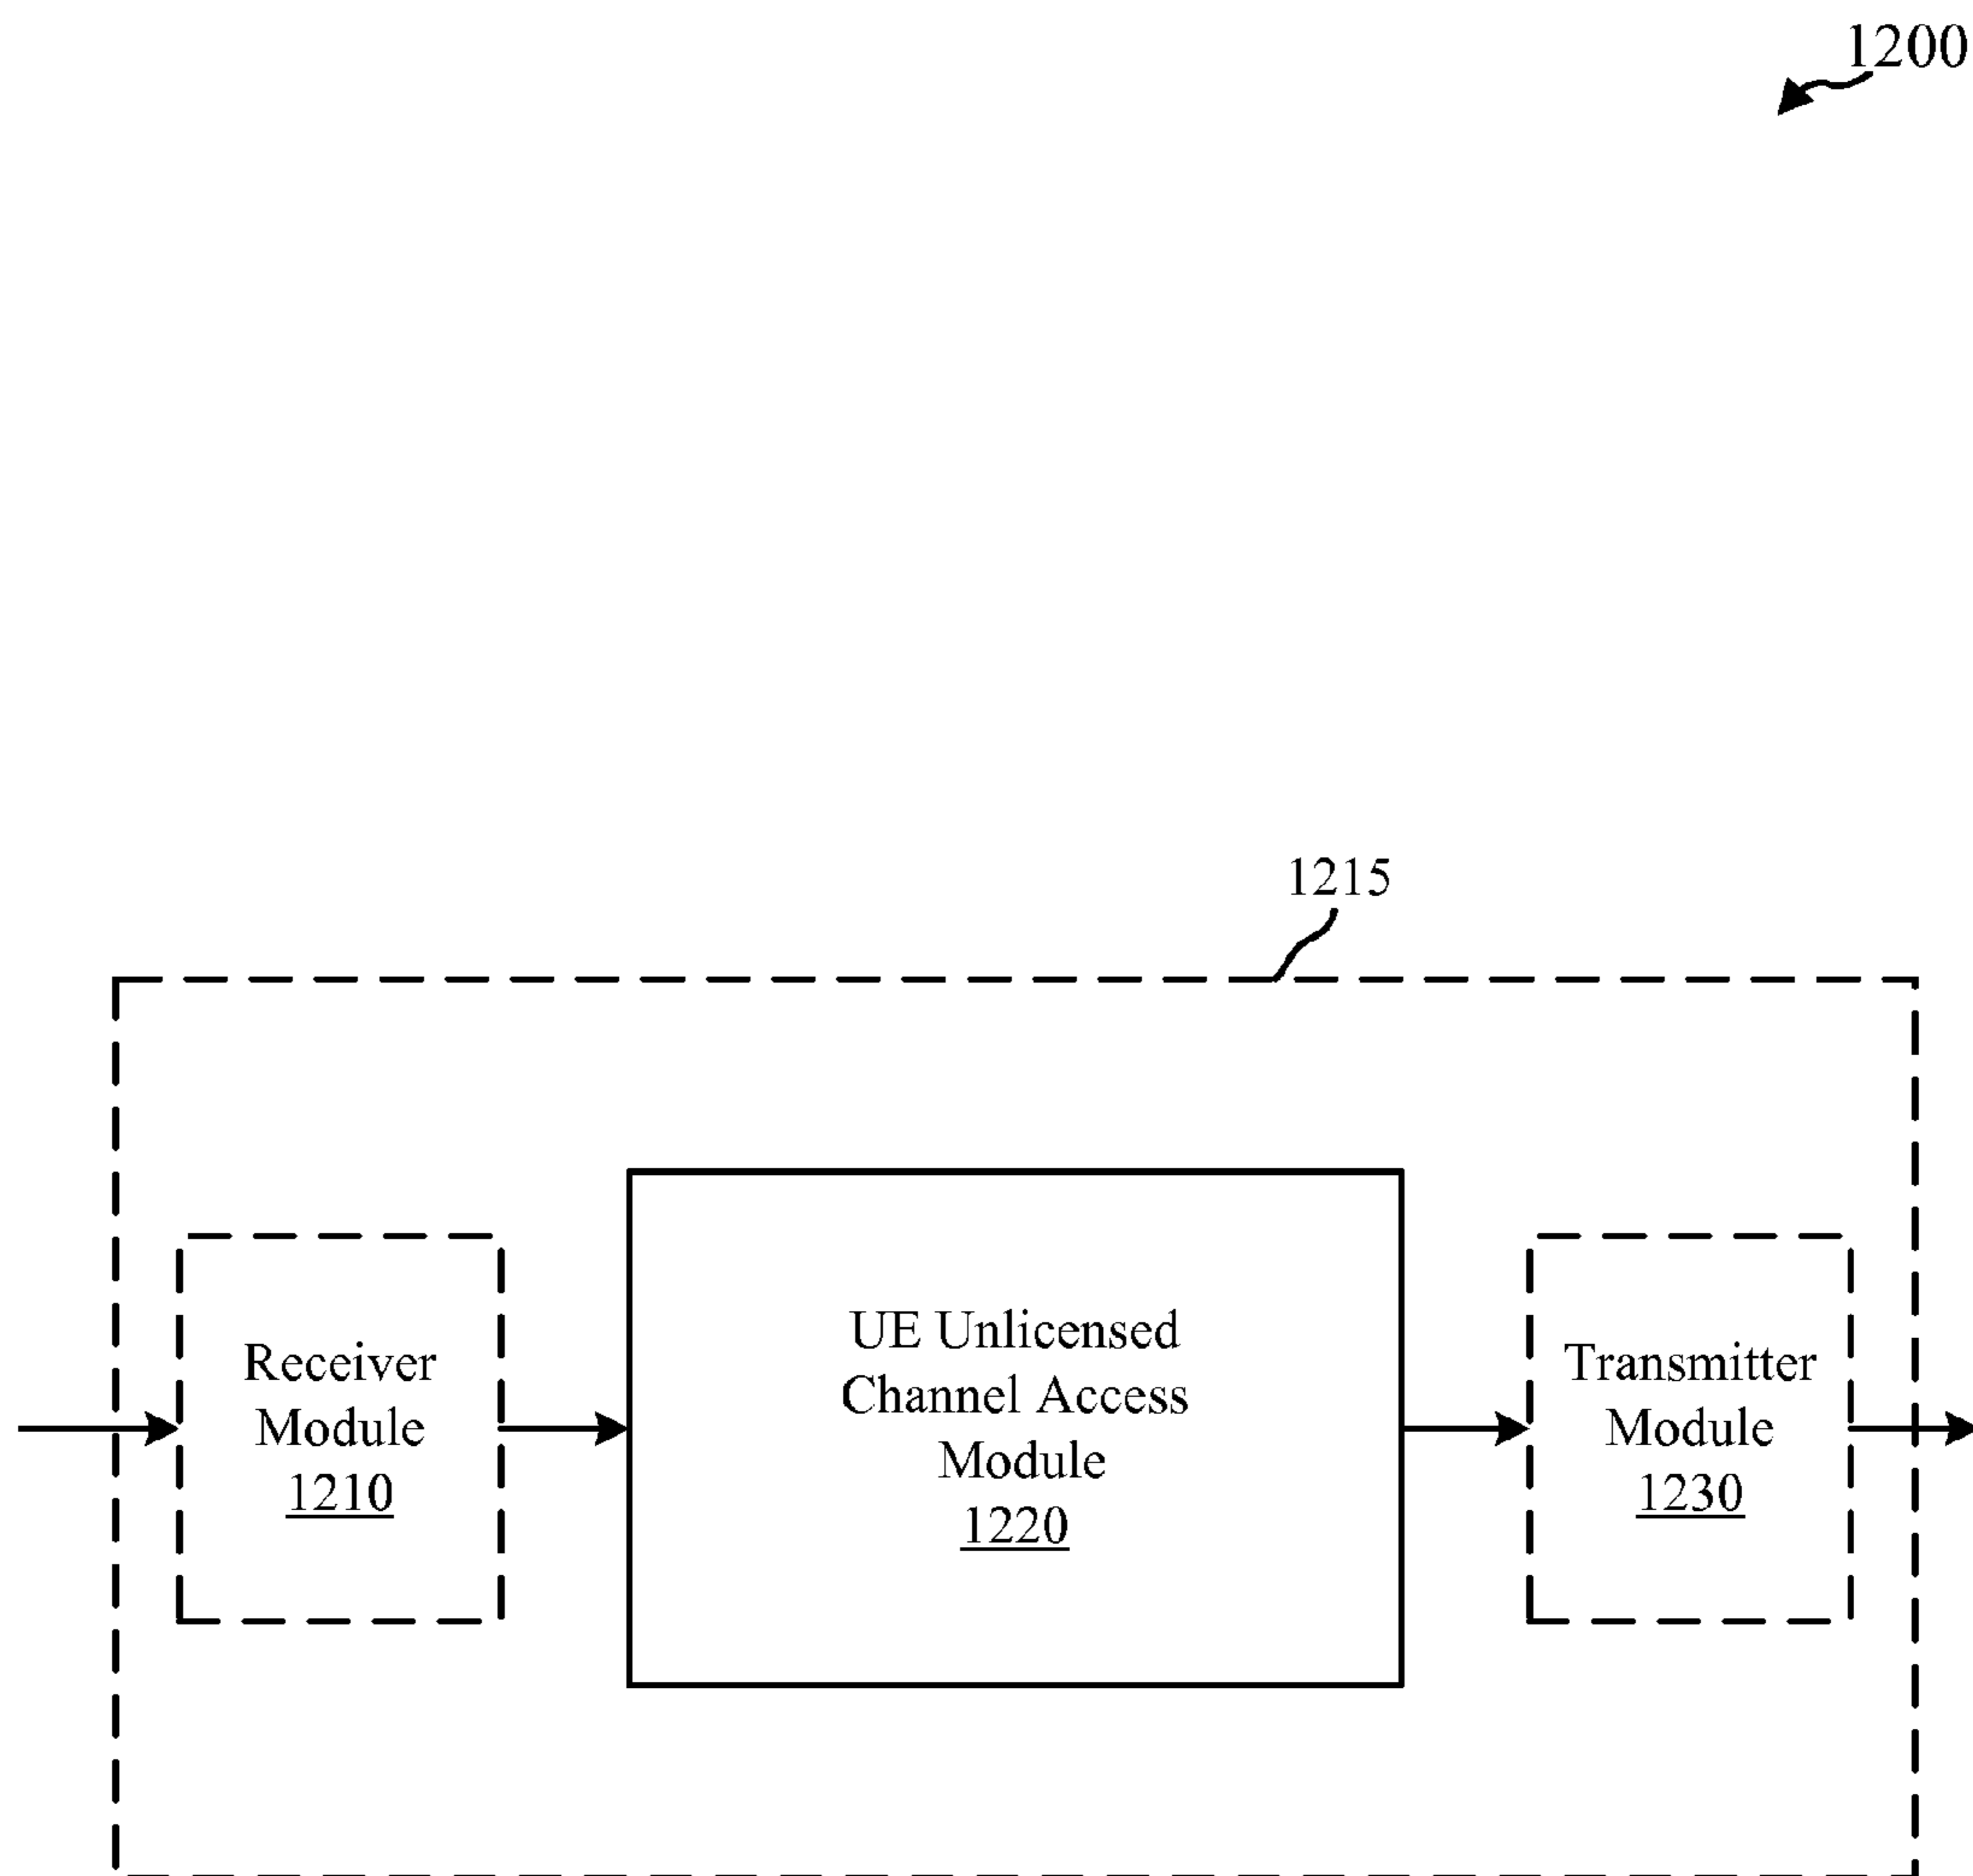 1200
1215
Receiver
Module
1210
UE Unlicensed
Channel Access
Module
1220
Transmitter
Module
1230